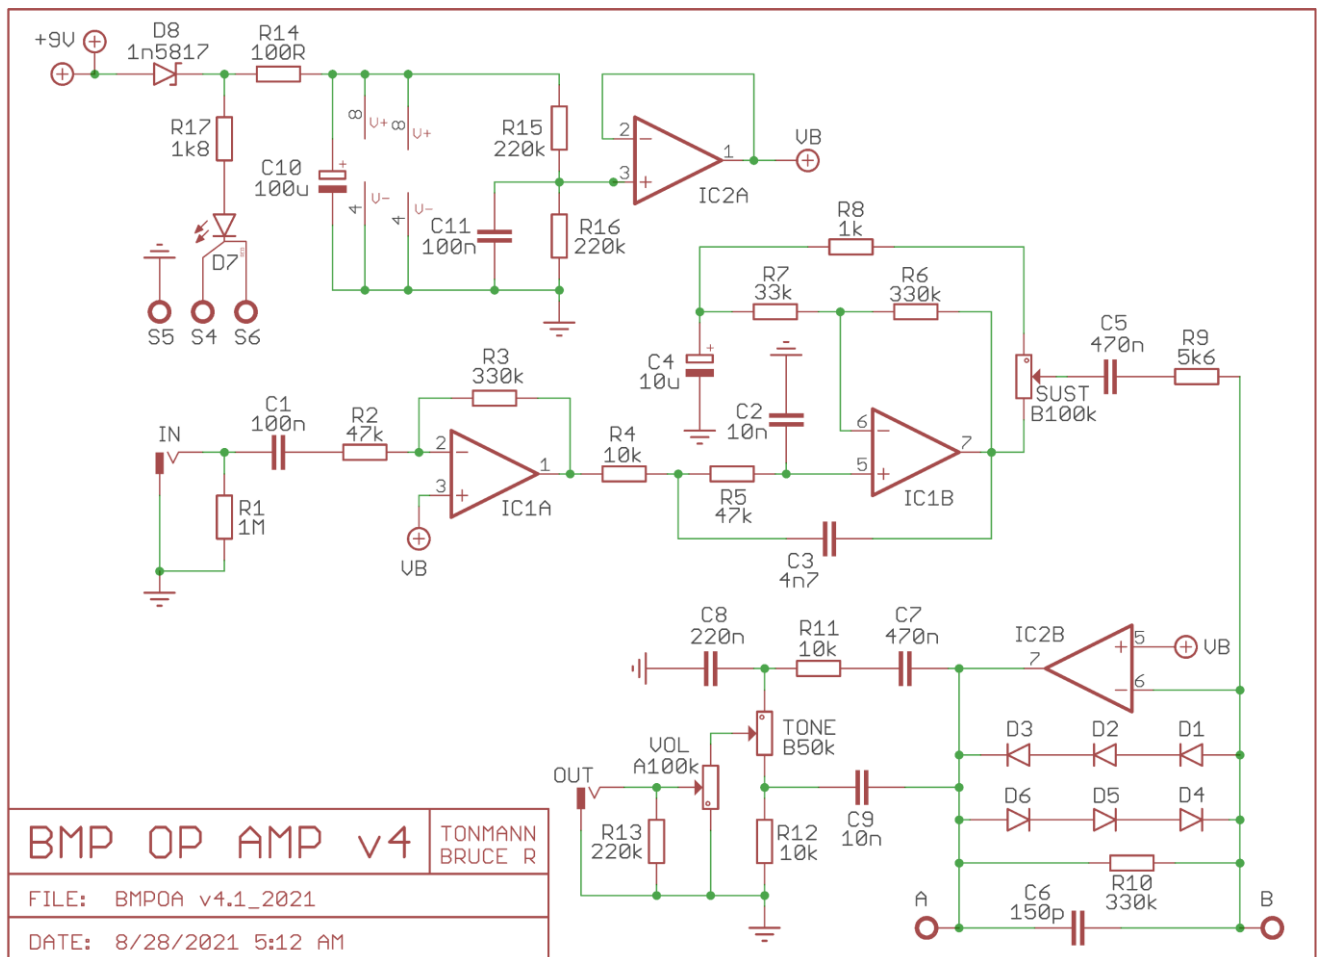 +9V
D8
1n5817
R14
100R
R17
1k8
C10
100u
+
8
V+
8
V+
4
V-
4
V-
R15
220k
C11
100n
R16
220k
2
3
1
IC2A
VB
D7
S5
S4
S6
R8
1k
R7
33k
R6
330k
C4
10u
+
C2
10n
6
5
7
IC1B
SUST
B100k
C5
470n
R9
5k6
IN
C1
100n
R1
1M
R2
47k
R3
330k
2
3
1
IC1A
VB
R4
10k
R5
47k
C3
4n7
C8
220n
R11
10k
C7
470n
IC2B
7
5
6
VB
TONE
B50k
VOL
A100k
OUT
R13
220k
R12
10k
C9
10n
D3
D2
D1
D6
D5
D4
R10
330k
C6
150p
A
B
BMP OP AMP v4
TONMANN
BRUCE R
FILE: BMPOA v4.1_2021
DATE: 8/28/2021 5:12 AM